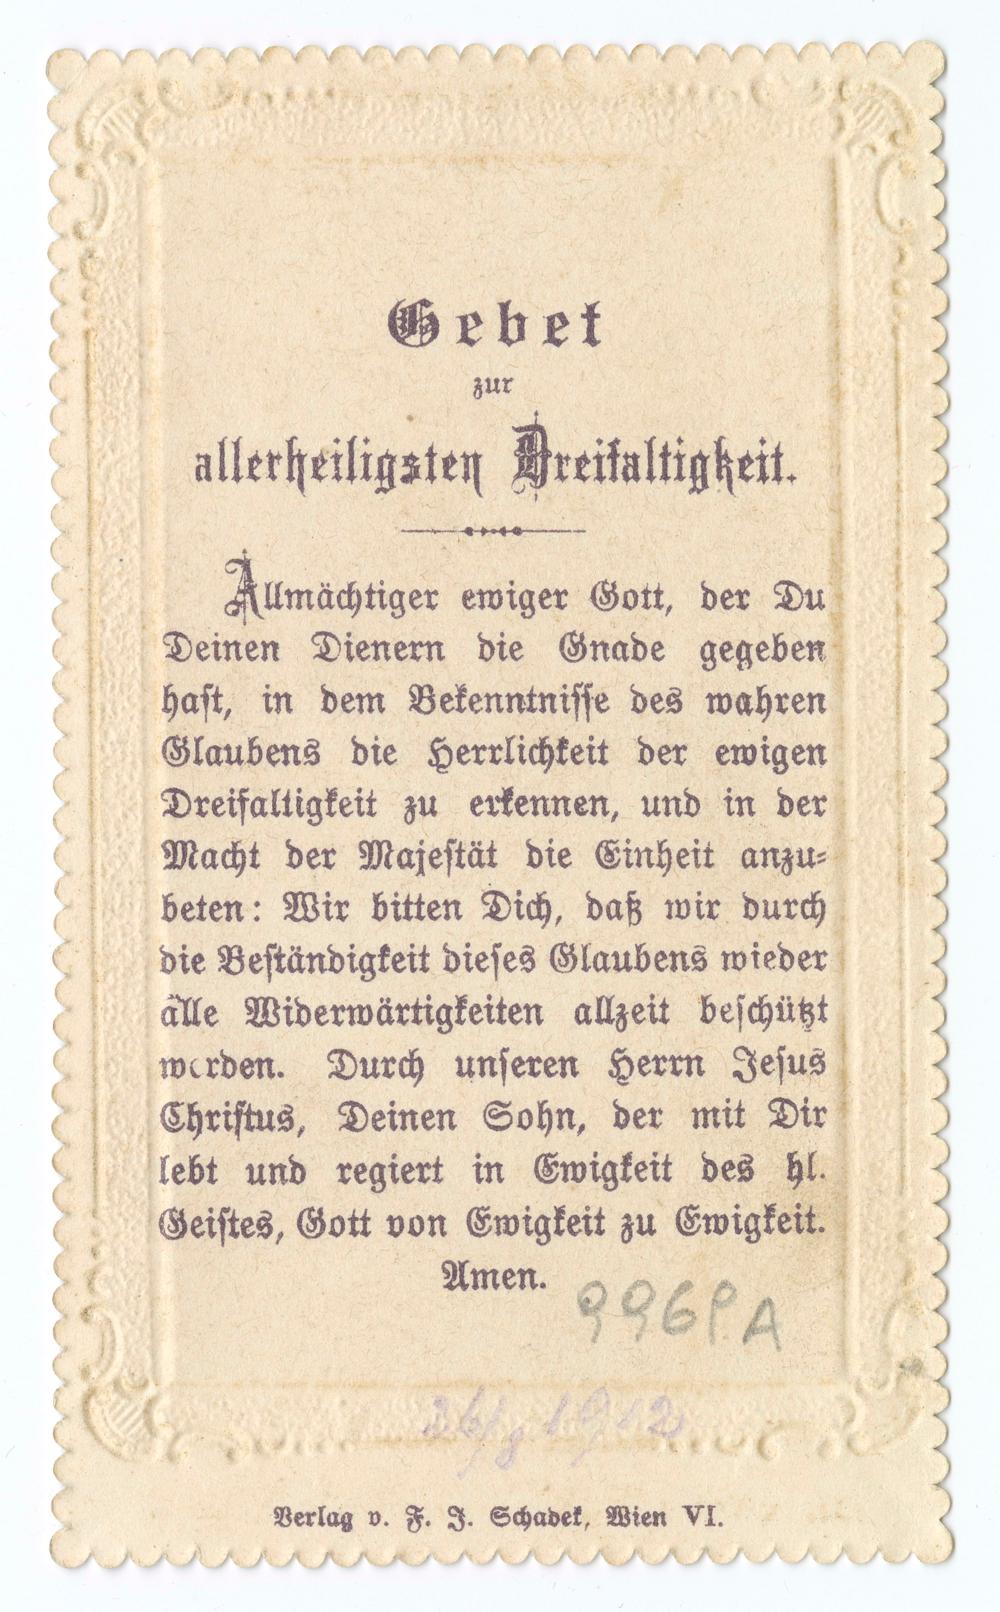 Gebet
zur
allerheiligsten Dreifaltigkeit.
Allmächtiger ewiger Gott, der Du
Deinen Dienern die Gnade gegeben
hast, in dem Bekenntnisse des wahren
Glaubens die Herrlichkeit der ewigen
Dreifaltigkeit zu erkennen, und in der
Macht der Majestät die Einheit anzu-
beten: Wir bitten Dich, daß wir durch
die Beständigkeit dieses Glaubens wieder
alle Widerwärtigkeiten allzeit beschützt
werden. Durch unseren Herrn Jesus
Christus, Deinen Sohn, der mit Dir
lebt und regiert in Ewigkeit des hl.
Geistes, Gott von Ewigkeit zu Ewigkeit.
Amen.
1912
Verlag v. F. J. Schadek, Wien VI.